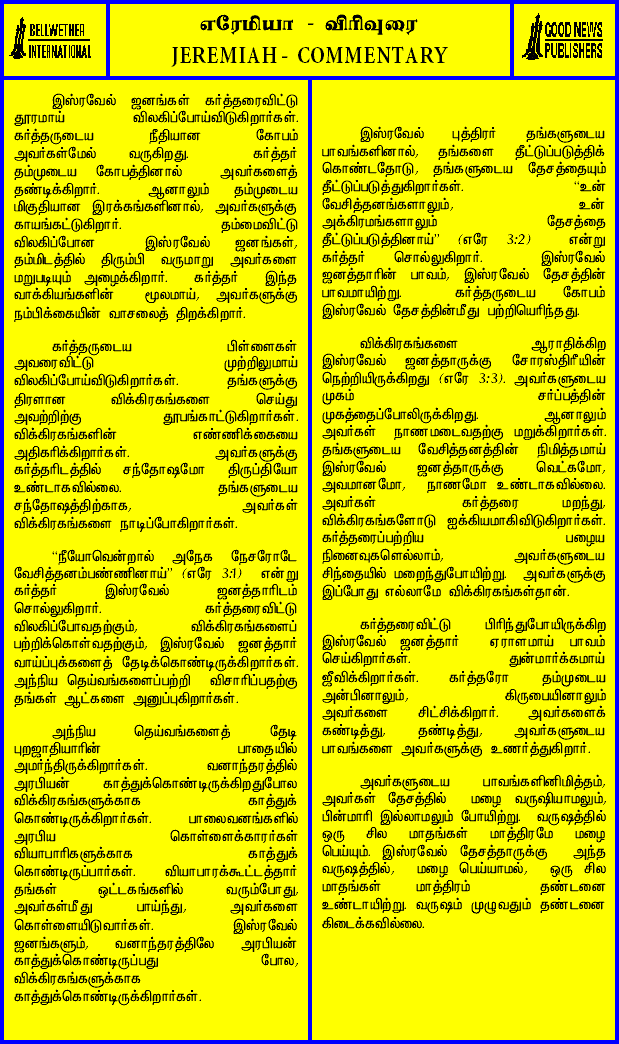 BELLWETHER
INTERNATIONAL
எரேமியா - விரிவுரை
JEREMIAH - COMMENTARY
GOOD NEWS
PUBLISHERS
இஸ்ரவேல் ஜனங்கள் கர்த்தரைவிட்டு
தூரமாய் விலகிப்போய்விடுகிறார்கள்.
கர்த்தருடைய நீதியான கோபம்
அவர்கள்மேல் வருகிறது. கர்த்தர்
தம்முடைய கோபத்தினால் அவர்களைத்
தண்டிக்கிறார். ஆனாலும் தம்முடைய
மிகுதியான இரக்கங்களினால், அவர்களுக்கு
காயங்கட்டுகிறார். தம்மைவிட்டு
விலகிப்போன இஸ்ரவேல் ஜனங்கள்,
தம்மிடத்தில் திரும்பி வருமாறு அவர்களை
மறுபடியும் அழைக்கிறார். கர்த்தர் இந்த
வாக்கியங்களின் மூலமாய், அவர்களுக்கு
நம்பிக்கையின் வாசலைத் திறக்கிறார்.
கர்த்தருடைய பிள்ளைகள்
அவரைவிட்டு முற்றிலுமாய்
விலகிப்போய்விடுகிறார்கள். தங்களுக்கு
திரளான விக்கிரகங்களை செய்து
அவற்றிற்கு தூபங்காட்டுகிறார்கள்.
விக்கிரகங்களின் எண்ணிக்கையை
அதிகரிக்கிறார்கள். அவர்களுக்கு
கர்த்தரிடத்தில் சந்தோஷமோ திருப்தியோ
உண்டாகவில்லை. தங்களுடைய
சந்தோஷத்திற்காக, அவர்கள்
விக்கிரகங்களை நாடிப்போகிறார்கள்.
“நீயோவென்றால் அநேக நேசரோடே
வேசித்தனம்பண்ணினாய்” (எரே 3:1) என்று
கர்த்தர் இஸ்ரவேல் ஜனத்தாரிடம்
சொல்லுகிறார். கர்த்தரைவிட்டு
விலகிப்போவதற்கும், விக்கிரகங்களைப்
பற்றிக்கொள்வதற்கும், இஸ்ரவேல் ஜனத்தார்
வாய்ப்புக்களைத் தேடிக்கொண்டிருக்கிறார்கள்.
அந்நிய தெய்வங்களைப்பற்றி விசாரிப்பதற்கு
தங்கள் ஆட்களை அனுப்புகிறார்கள்.
அந்நிய தெய்வங்களைத் தேடி
புறஜாதியாரின் பாதையில்
அமர்ந்திருக்கிறார்கள். வனாந்தரத்தில்
அரபியன் காத்துக்கொண்டிருக்கிறதுபோல
விக்கிரகங்களுக்காக காத்துக்
கொண்டிருக்கிறார்கள். பாலைவனங்களில்
அரபிய கொள்ளைக்காரர்கள்
வியாபாரிகளுக்காக காத்துக்
கொண்டிருப்பார்கள். வியாபாரக்கூட்டத்தார்
தங்கள் ஒட்டகங்களில் வரும்போது,
அவர்கள்மீது பாய்ந்து, அவர்களை
கொள்ளையிடுவார்கள். இஸ்ரவேல்
ஜனங்களும், வனாந்தரத்திலே அரபியன்
காத்துக்கொண்டிருப்பது போல,
விக்கிரகங்களுக்காக
காத்துக்கொண்டிருக்கிறார்கள்.
இஸ்ரவேல் புத்திரர் தங்களுடைய
பாவங்களினால், தங்களை தீட்டுப்படுத்திக்
கொண்டதோடு, தங்களுடைய தேசத்தையும்
தீட்டுப்படுத்துகிறார்கள். “உன்
வேசித்தனங்களாலும், உன்
அக்கிரமங்களாலும் தேசத்தை
தீட்டுப்படுத்தினாய்” (எரே 3:2) என்று
கர்த்தர் சொல்லுகிறார். இஸ்ரவேல்
ஜனத்தாரின் பாவம், இஸ்ரவேல் தேசத்தின்
பாவமாயிற்று. கர்த்தருடைய கோபம்
இஸ்ரவேல் தேசத்தின்மீது பற்றியெரிந்தது.
விக்கிரகங்களை ஆராதிக்கிற
இஸ்ரவேல் ஜனத்தாருக்கு சோரஸ்திரீயின்
நெற்றியிருக்கிறது (எரே 3:3). அவர்களுடைய
முகம் சர்ப்பத்தின்
முகத்தைப்போலிருக்கிறது. ஆனாலும்
அவர்கள் நாணமடைவதற்கு மறுக்கிறார்கள்.
தங்களுடைய வேசித்தனத்தின் நிமித்தமாய்
இஸ்ரவேல் ஜனத்தாருக்கு வெட்கமோ,
அவமானமோ, நாணமோ உண்டாகவில்லை.
அவர்கள் கர்த்தரை மறந்து,
விக்கிரகங்களோடு ஐக்கியமாகிவிடுகிறார்கள்.
கர்த்தரைப்பற்றிய பழைய
நினைவுகளெல்லாம், அவர்களுடைய
சிந்தையில் மறைந்துபோயிற்று. அவர்களுக்கு
இப்போது எல்லாமே விக்கிரகங்கள்தான்.
கர்த்தரைவிட்டு பிரிந்துபோயிருக்கிற
இஸ்ரவேல் ஜனத்தார் ஏராளமாய் பாவம்
செய்கிறார்கள். துன்மார்க்கமாய்
ஜீவிக்கிறார்கள். கர்த்தரோ தம்முடைய
அன்பினாலும், கிருபையினாலும்
அவர்களை சிட்சிக்கிறார். அவர்களைக்
கண்டித்து, தண்டித்து, அவர்களுடைய
பாவங்களை அவர்களுக்கு உணர்த்துகிறார்.
அவர்களுடைய பாவங்களினிமித்தம்,
அவர்கள் தேசத்தில் மழை வருஷியாமலும்,
பின்மாரி இல்லாமலும் போயிற்று. வருஷத்தில்
ஒரு சில மாதங்கள் மாத்திரமே மழை
பெய்யும். இஸ்ரவேல் தேசத்தாருக்கு அந்த
வருஷத்தில், மழை பெய்யாமல், ஒரு சில
மாதங்கள் மாத்திரம் தண்டனை
உண்டாயிற்று. வருஷம் முழுவதும் தண்டனை
கிடைக்கவில்லை.